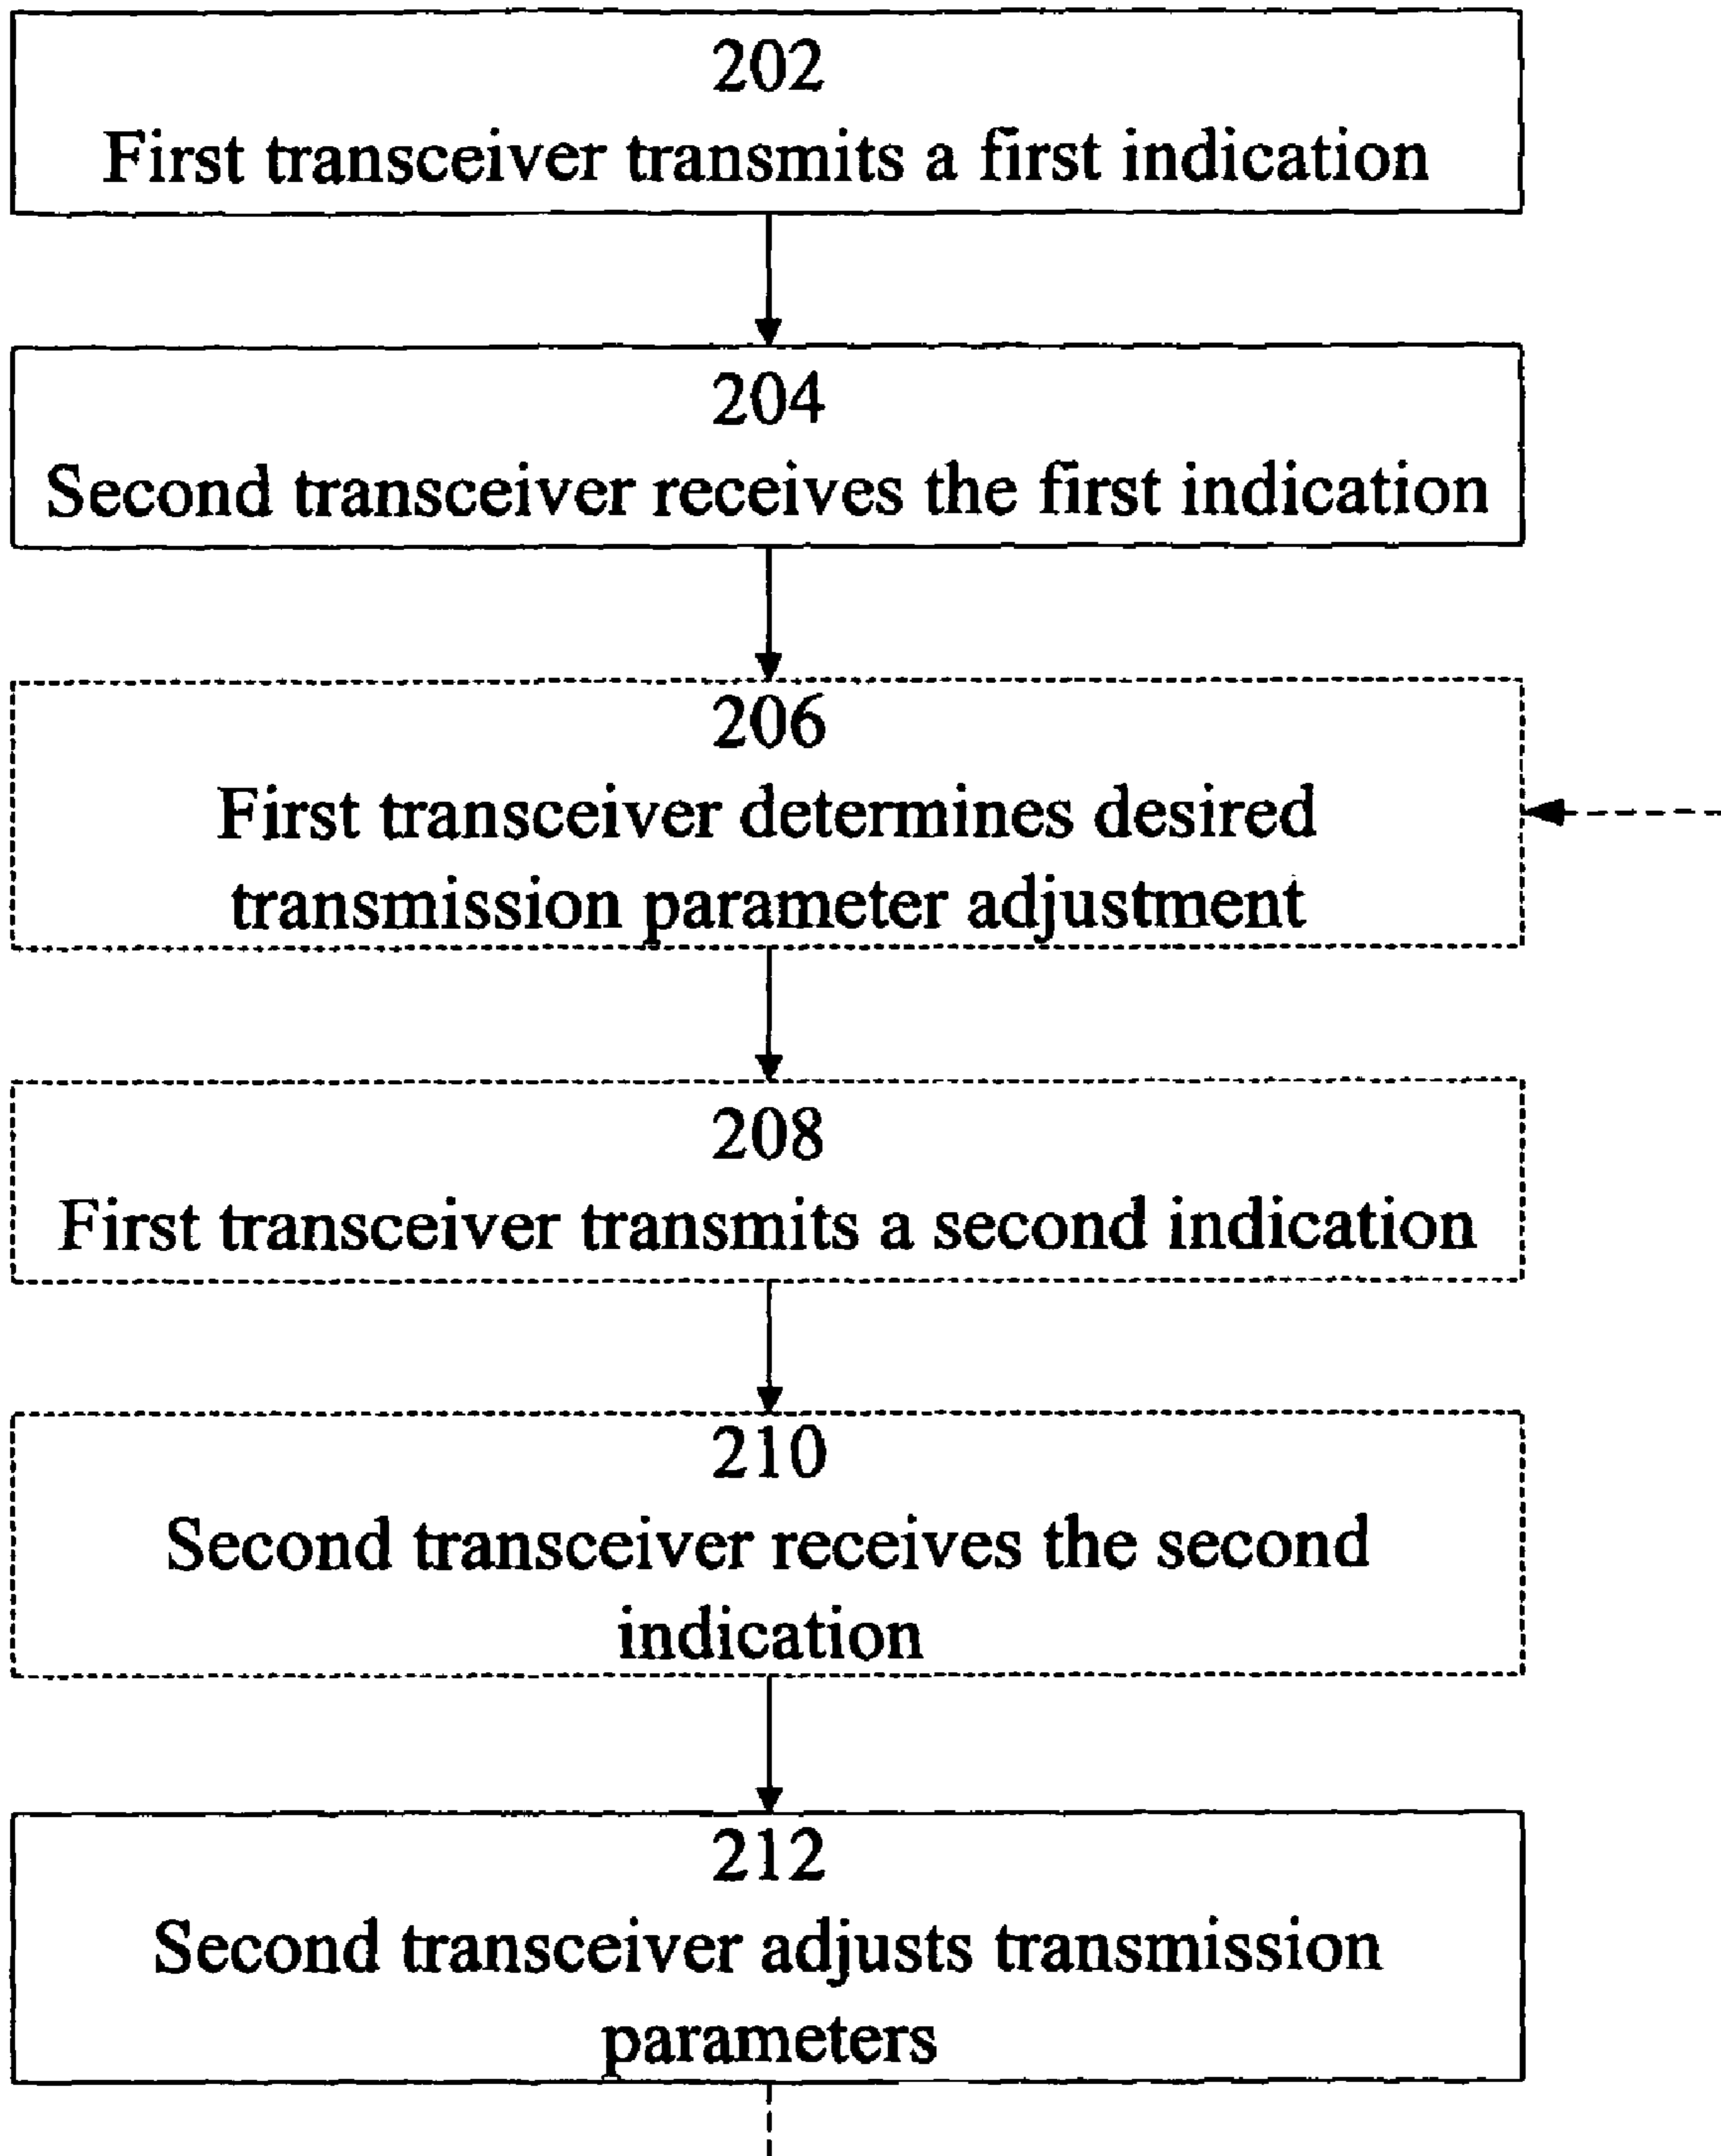 202
First transceiver transmits a first indication
204
Second transceiver receives the first indication
206
First transceiver determines desired
transmission parameter adjustment
208
First transceiver transmits a second indication
210
Second transceiver receives the second
indication
212
Second transceiver adjusts transmission
parameters